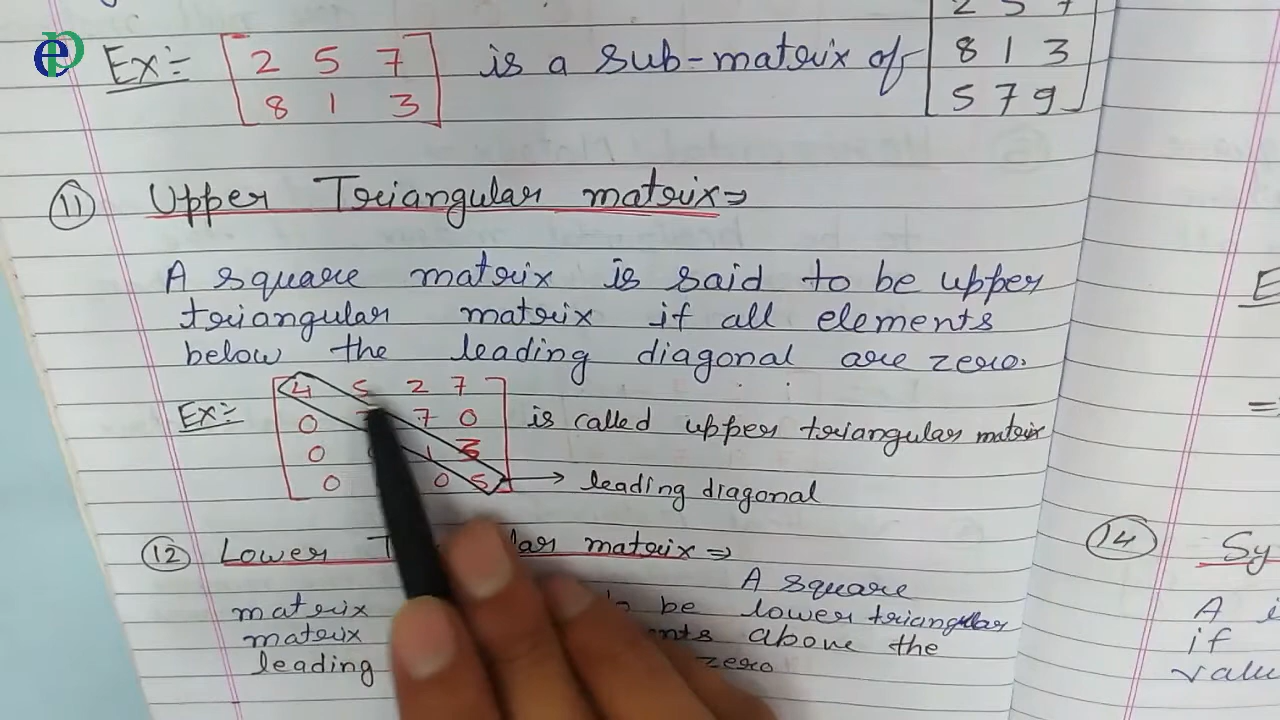 2 5 7
Ex:- [2 5 7 is a sub-matrix of 8 1 3
8 1 3] 5 7 9
11 Upper Triangular matrix⇒
A square matrix is said to be upper
triangular matrix if all elements
below the leading diagonal are zero.
Ex:- 4 5 2 7
0 7 0 is called upper triangular matrix
0 1 3
0 0 5 → leading diagonal
12 Lower matrix ⇒
A square
matrix be lower triangular
matrix above the
leading zero
E
=
14 Sy
A i
if
valu